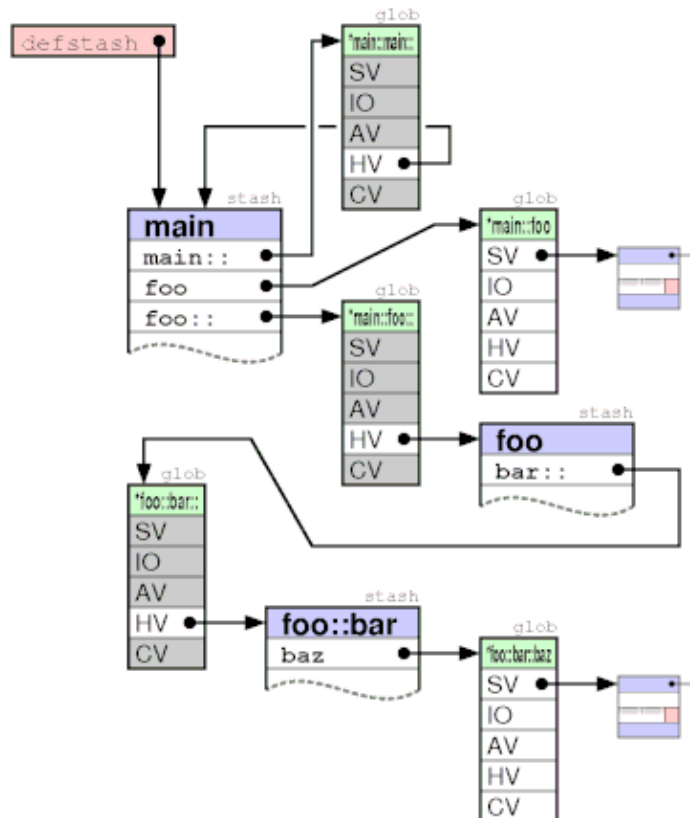 glob
defstash
*main::main::
SV
IO
AV
HV
CV
stash
main
main::
foo
foo::
glob
*main::foo
SV
IO
AV
HV
CV
glob
*main::foo::
SV
IO
AV
HV
CV
stash
foo
bar::
glob
*foo::bar::
SV
IO
AV
HV
CV
stash
foo::bar
baz
glob
*foo::bar::baz
SV
IO
AV
HV
CV